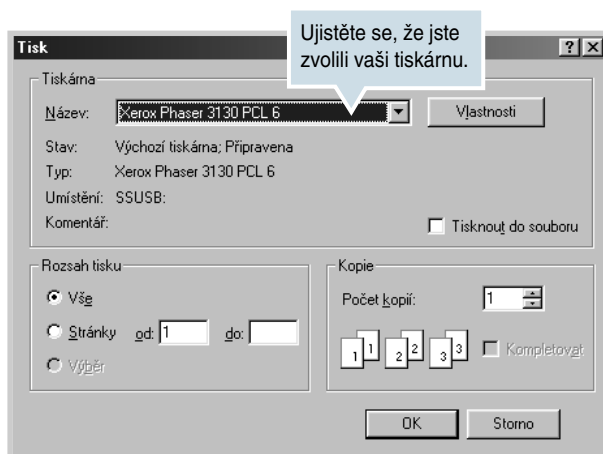 Ujistěte se, že jste
zvolili vaši tiskárnu.
Tisk
Tiskárna
Název: Xerox Phaser 3130 PCL 6 Vlastnosti
Stav: Výchozí tiskárna; Připravena
Typ: Xerox Phaser 3130 PCL 6
Umístění: SSUSB:
Komentář: Tisknout do souboru
Rozsah tisku
Vše
Stránky od: 1 do:
Výběr
Kopie
Počet kopií: 1
1 1 2 2 3 3 Kompletovat
OK Storno